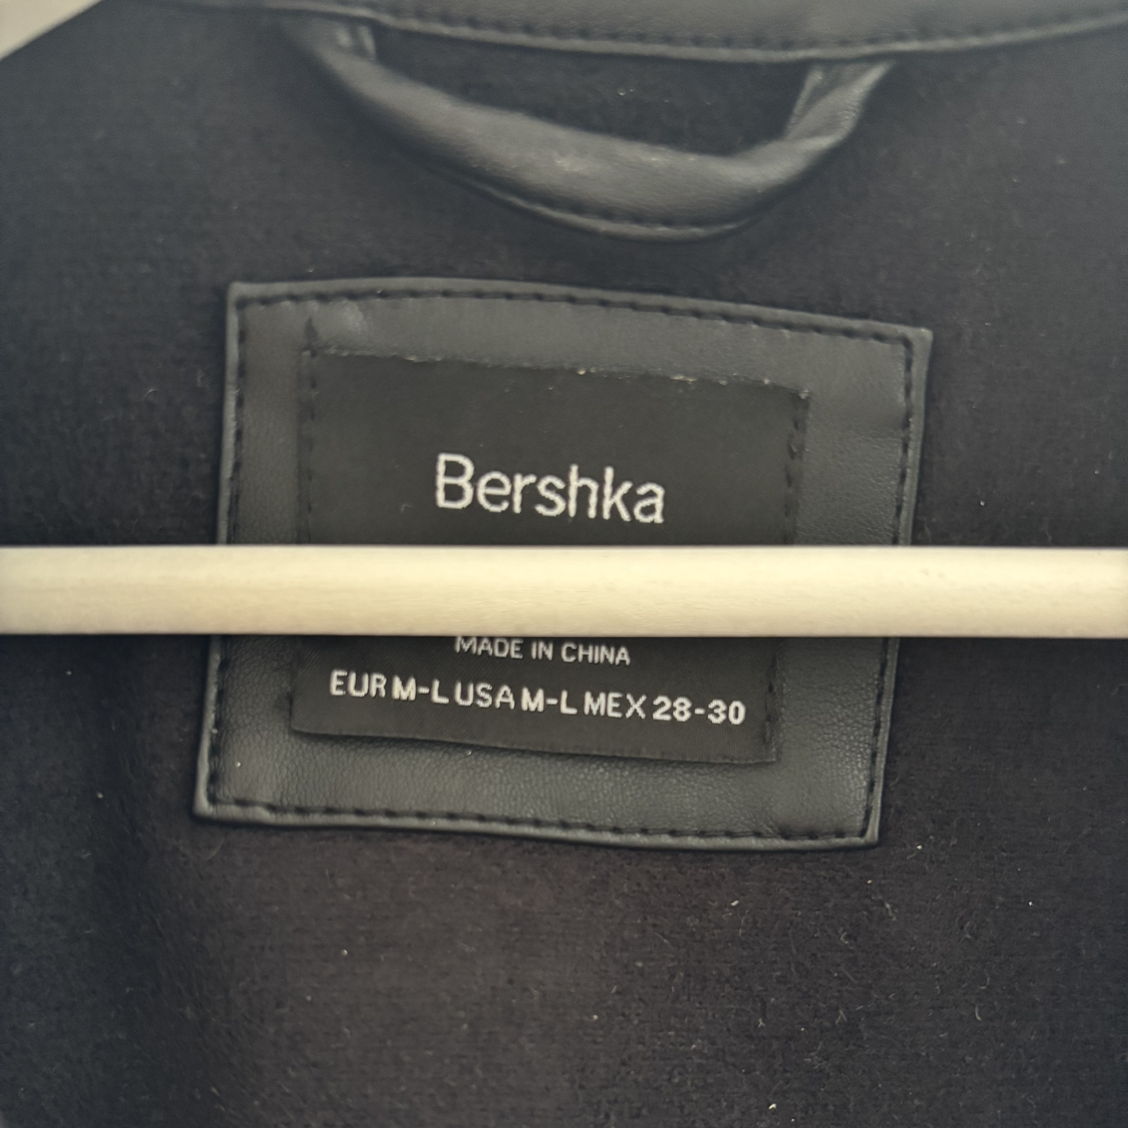 Bershka
MADE IN CHINA
EUR M-L USA M-L MEX 28-30